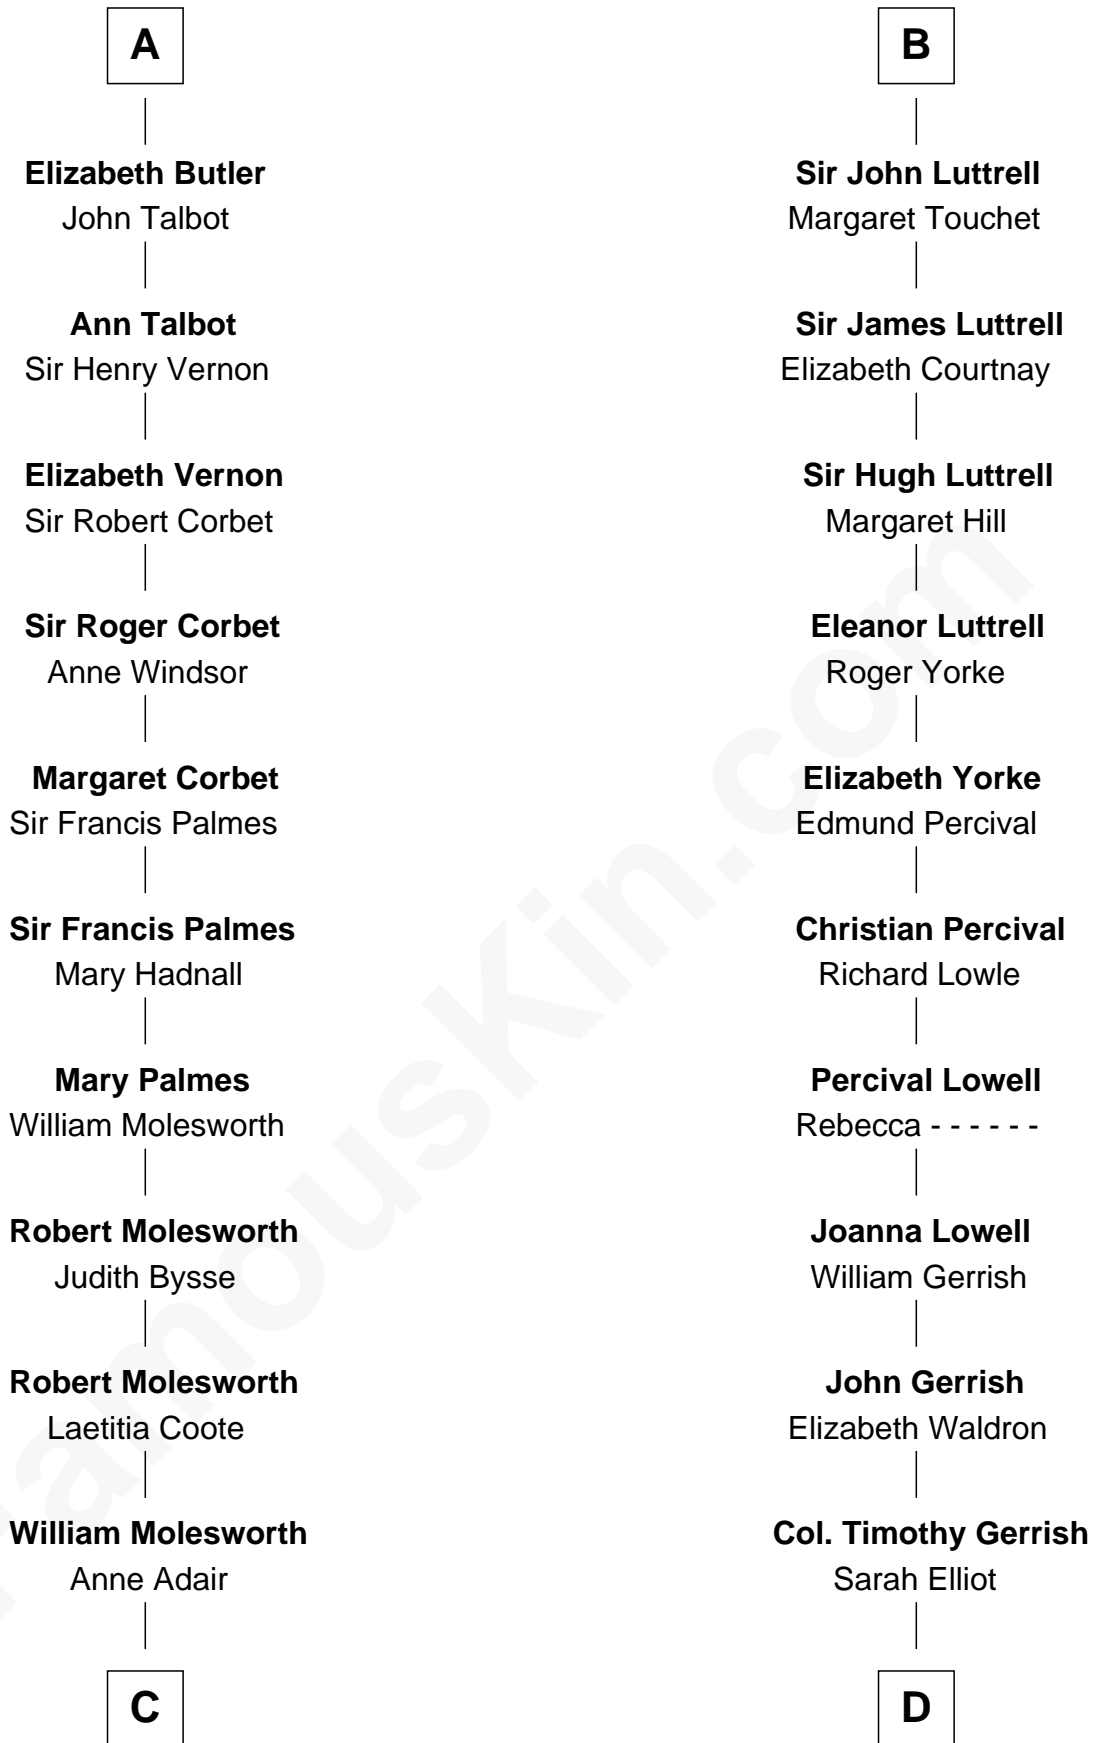 A
Elizabeth Butler
John Talbot
Ann Talbot
Sir Henry Vernon
Elizabeth Vernon
Sir Robert Corbet
Sir Roger Corbet
Anne Windsor
Margaret Corbet
Sir Francis Palmes
Sir Francis Palmes
Mary Hadnall
Mary Palmes
William Molesworth
Robert Molesworth
Judith Bysse
Robert Molesworth
Laetitia Coote
William Molesworth
Anne Adair
C
B
Sir John Luttrell
Margaret Touchet
Sir James Luttrell
Elizabeth Courtnay
Sir Hugh Luttrell
Margaret Hill
Eleanor Luttrell
Roger Yorke
Elizabeth Yorke
Edmund Percival
Christian Percival
Richard Lowle
Percival Lowell
Rebecca - - - - - -
Joanna Lowell
William Gerrish
John Gerrish
Elizabeth Waldron
Col. Timothy Gerrish
Sarah Elliot
D
FamousKin.com